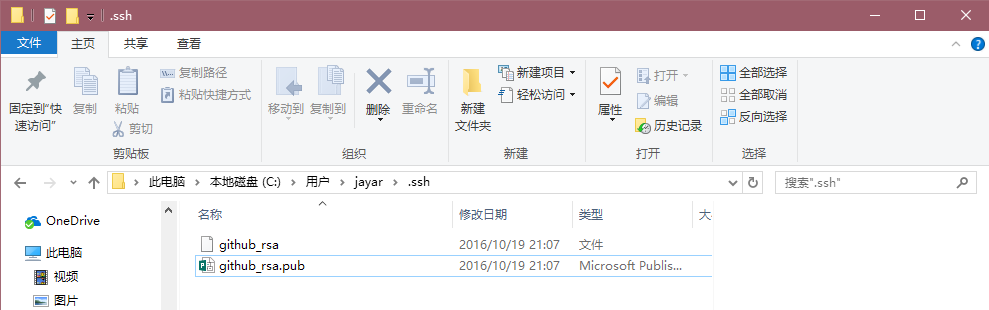 .ssh
文件 主页 共享 查看
固定到"快速访问"
复制
粘贴
复制路径
粘贴快捷方式
剪切
剪贴板
移动到
复制到
删除
重命名
组织
新建文件夹
新建项目
轻松访问
新建
属性
打开
编辑
历史记录
打开
全部选择
全部取消
反向选择
选择
此电脑 本地磁盘 (C:) 用户 jayar .ssh
搜索".ssh"
OneDrive
此电脑
视频
图片
名称 修改日期 类型 大
github_rsa 2016/10/19 21:07 文件
github_rsa.pub 2016/10/19 21:07 Microsoft Publis...